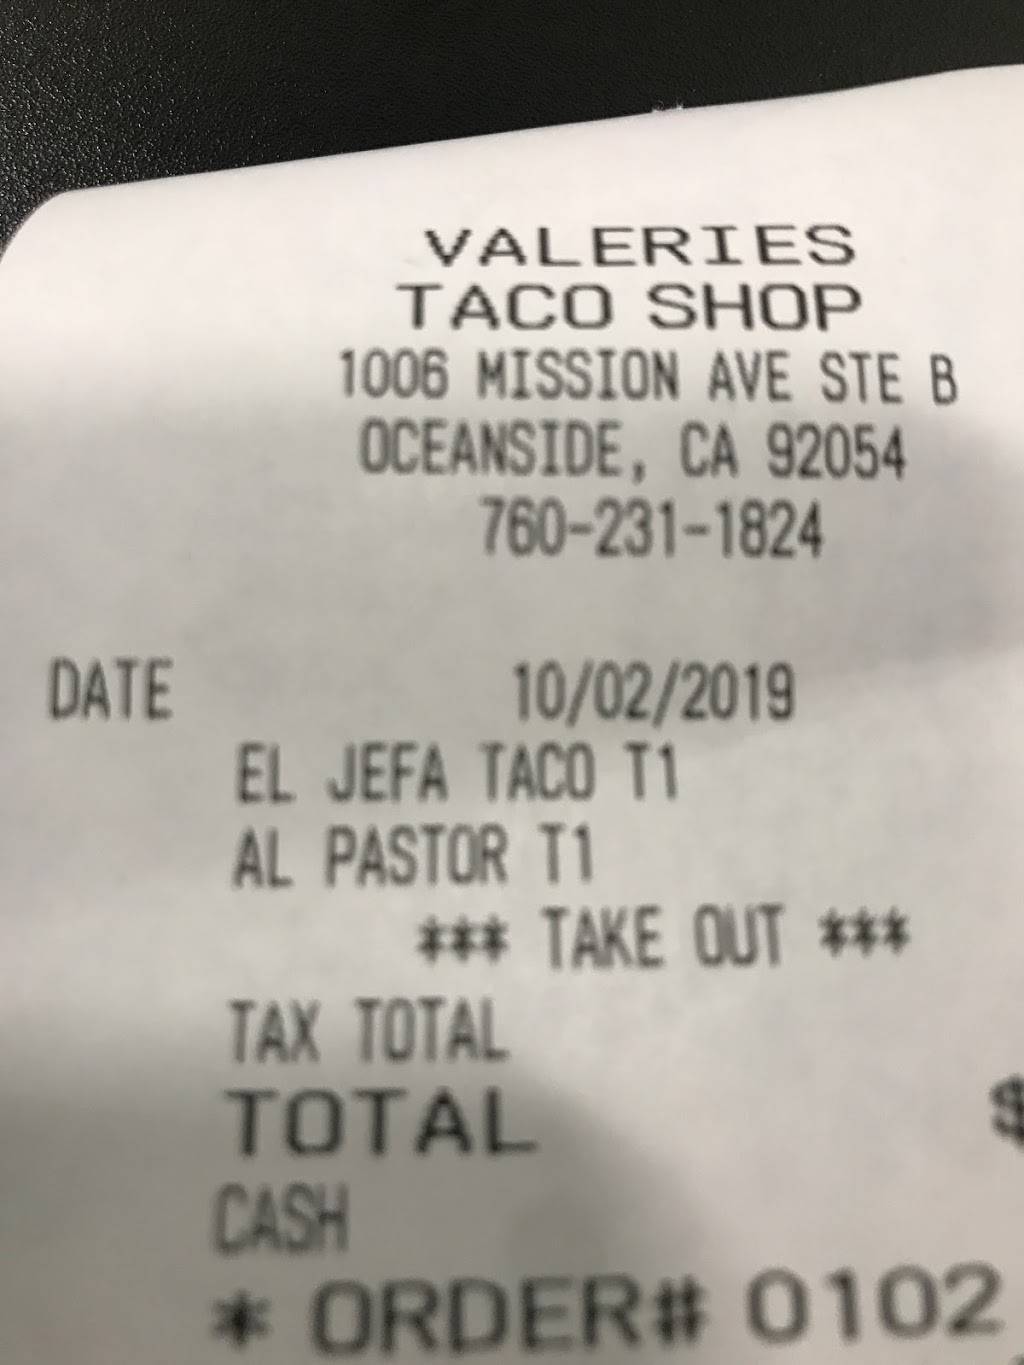 VALERIES
TACO SHOP
1006 MISSION AVE STE B
OCEANSIDE, CA 92054
760-231-1824
DATE 10/02/2019
EL JEFA TACO T1
AL PASTOR T1
*** TAKE OUT ***
TAX TOTAL
TOTAL $
CASH
* ORDER# 0102